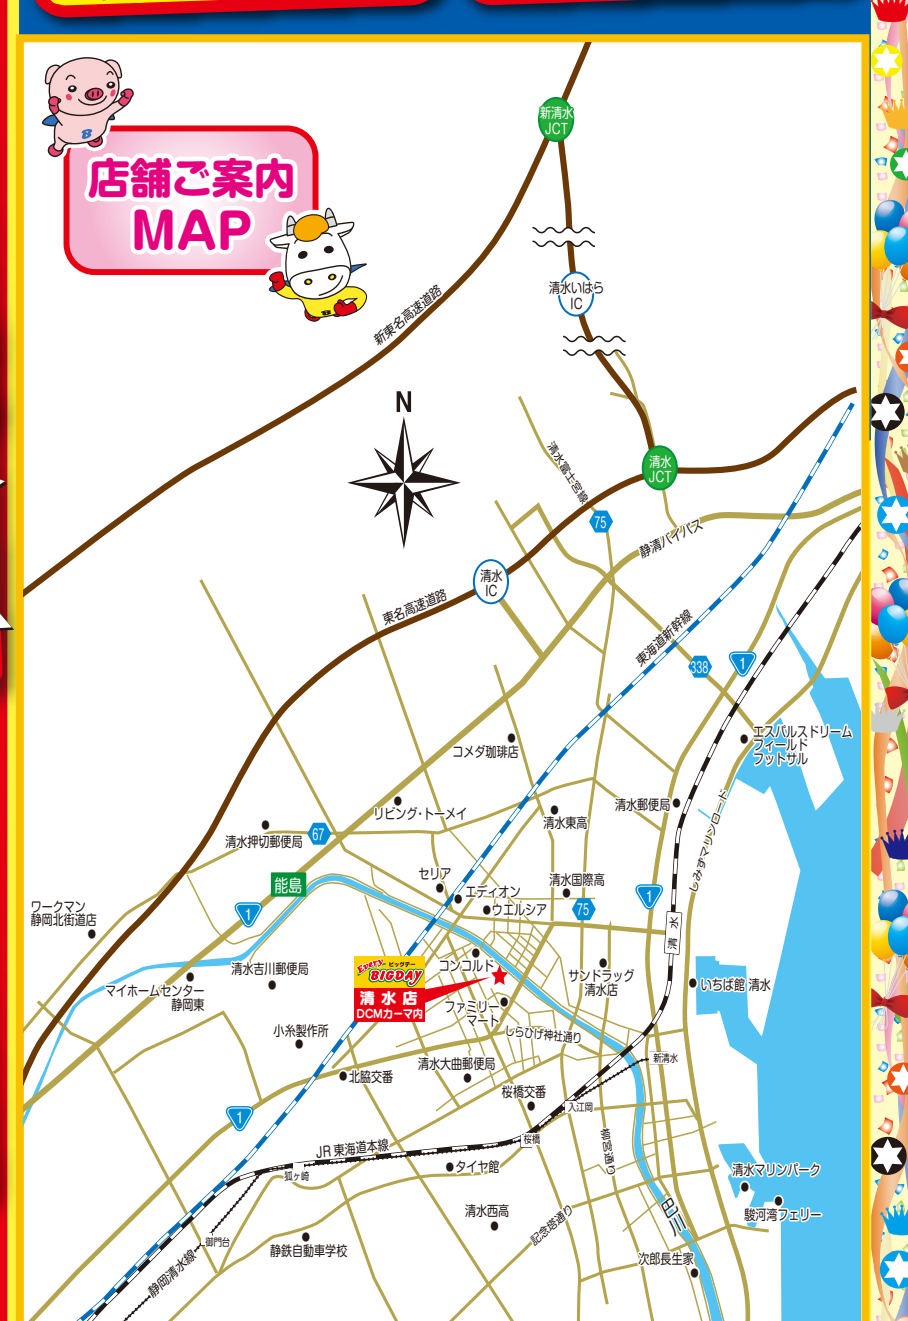 店舗ご案内
MAP
B
新清水
JCT
清水いはら
IC
新東名高速道路
N
清水
JCT
清水富士宮線
75
静清バイパス
清水
IC
東名高速道路
東海道新幹線
338
1
エスパルスドリーム
フィールド
フットサル
コメダ珈琲店
しみずマリンロード
清水郵便局
リビング・トーメイ
清水東高
67
清水押切郵便局
能島
セリア
エディオン
ウエルシア
清水国際高
75
1
1
ワークマン
静岡北街道店
清水
清水吉川郵便局
マイホームセンター
静岡東
Every
ビッグデー
BIGDAY
清水店
DCMカーマ内
コンコルド
サンドラッグ
清水店
いちば館 清水
ファミリー
マート
しらひげ神社通り
小糸製作所
新清水
清水大曲郵便局
北脇交番
桜橋交番
入江岡
1
桜橋
柳宮通り
JR東海道本線
狐ヶ崎
タイヤ館
清水マリンパーク
駿河湾フェリー
清水西高
記念塔通り
巴川
御門台
静鉄自動車学校
次郎長生家
静岡清水線